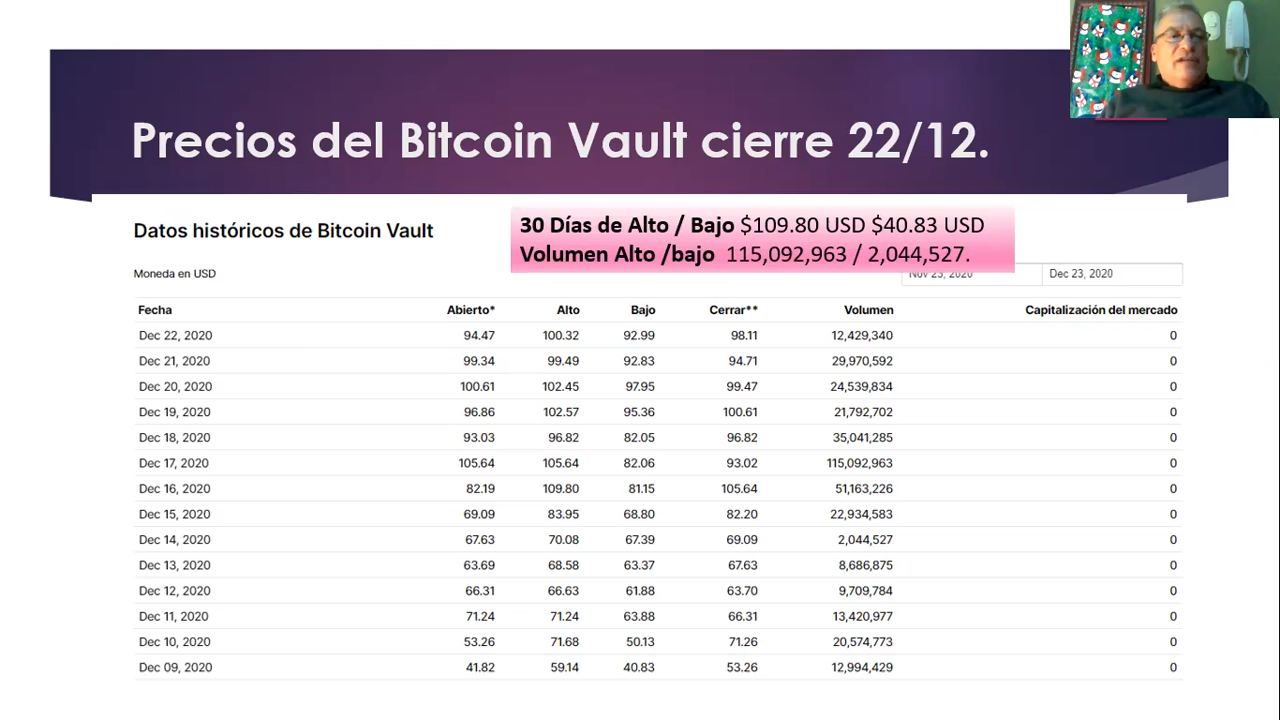 Precios del Bitcoin Vault cierre 22/12.
Datos históricos de Bitcoin Vault
30 Días de Alto / Bajo $109.80 USD $40.83 USD
Volumen Alto /bajo 115,092,963 / 2,044,527.
Moneda en USD
Nov 23, 2020 Dec 23, 2020
Fecha Abierto* Alto Bajo Cerrar** Volumen Capitalización del mercado
Dec 22, 2020 94.47 100.32 92.99 98.11 12,429,340 0
Dec 21, 2020 99.34 99.49 92.83 94.71 29,970,592 0
Dec 20, 2020 100.61 102.45 97.95 99.47 24,539,834 0
Dec 19, 2020 96.86 102.57 95.36 100.61 21,792,702 0
Dec 18, 2020 93.03 96.82 82.05 96.82 35,041,285 0
Dec 17, 2020 105.64 105.64 82.06 93.02 115,092,963 0
Dec 16, 2020 82.19 109.80 81.15 105.64 51,163,226 0
Dec 15, 2020 69.09 83.95 68.80 82.20 22,934,583 0
Dec 14, 2020 67.63 70.08 67.39 69.09 2,044,527 0
Dec 13, 2020 63.69 68.58 63.37 67.63 8,686,875 0
Dec 12, 2020 66.31 66.63 61.88 63.70 9,709,784 0
Dec 11, 2020 71.24 71.24 63.88 66.31 13,420,977 0
Dec 10, 2020 53.26 71.68 50.13 71.26 20,574,773 0
Dec 09, 2020 41.82 59.14 40.83 53.26 12,994,429 0